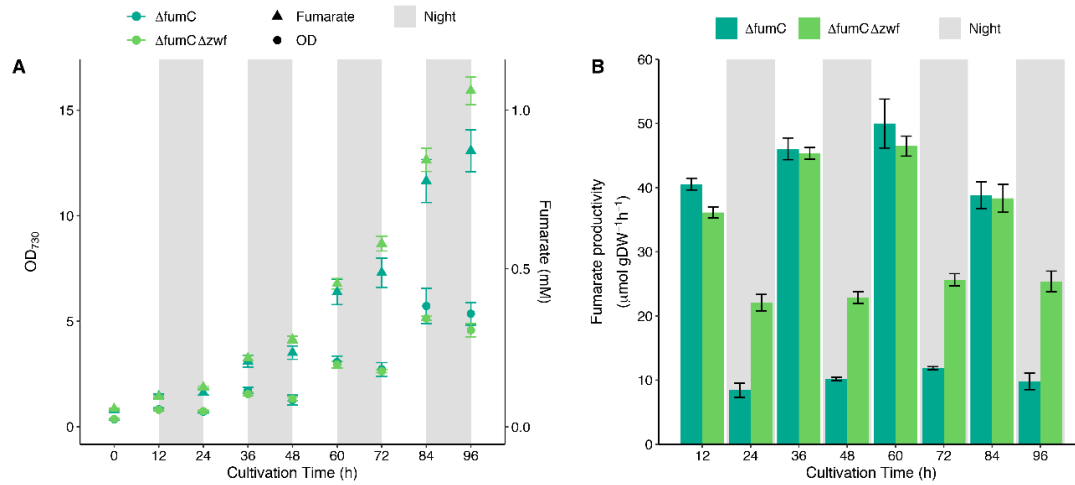 ΔfumC Fumarate Night
ΔfumCΔzwf OD
A
15
10
5
0
OD₇₃₀
1.0
0.5
0.0
Fumarate (mM)
0 12 24 36 48 60 72 84 96
Cultivation Time (h)
ΔfumC ΔfumCΔzwf Night
B
60
50
40
30
20
10
0
Fumarate productivity
(μmol gDW⁻¹h⁻¹)
12 24 36 48 60 72 84 96
Cultivation Time (h)